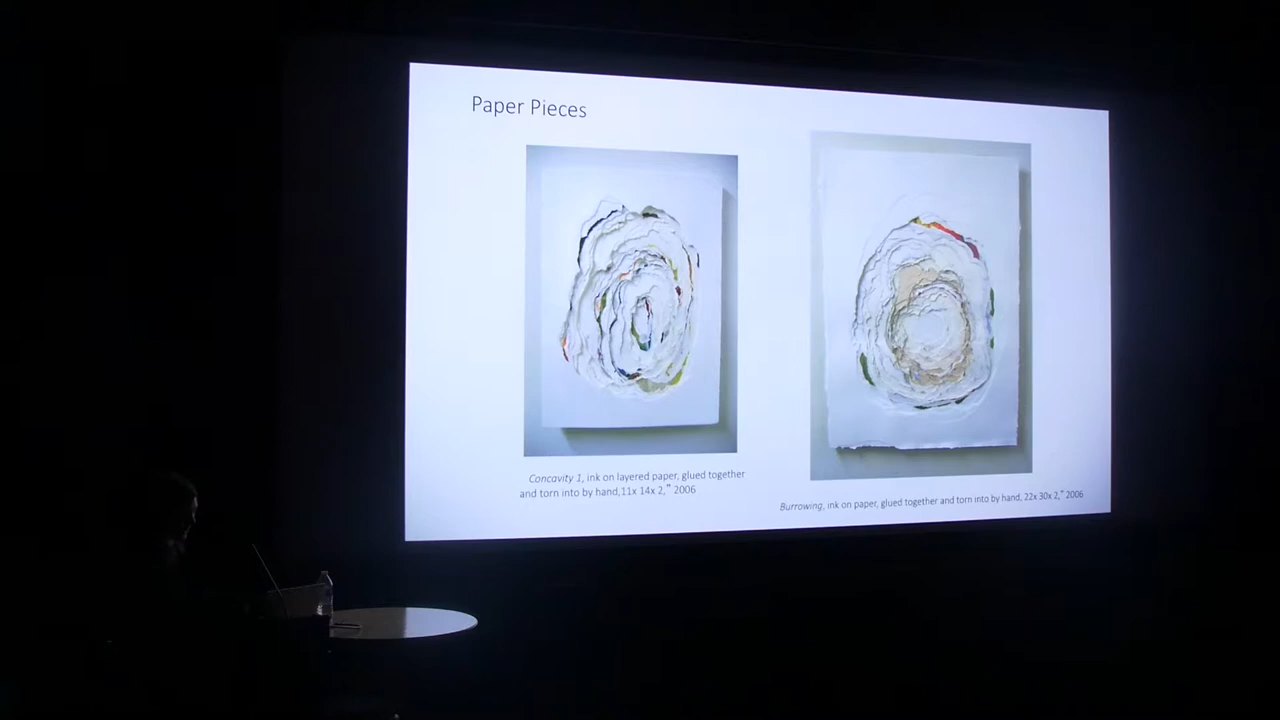 Paper Pieces
Concavity 1, ink on layered paper, glued together
and torn into by hand,11x 14x 2,” 2006
Burrowing, ink on paper, glued together and torn into by hand, 22x 30x 2,” 2006